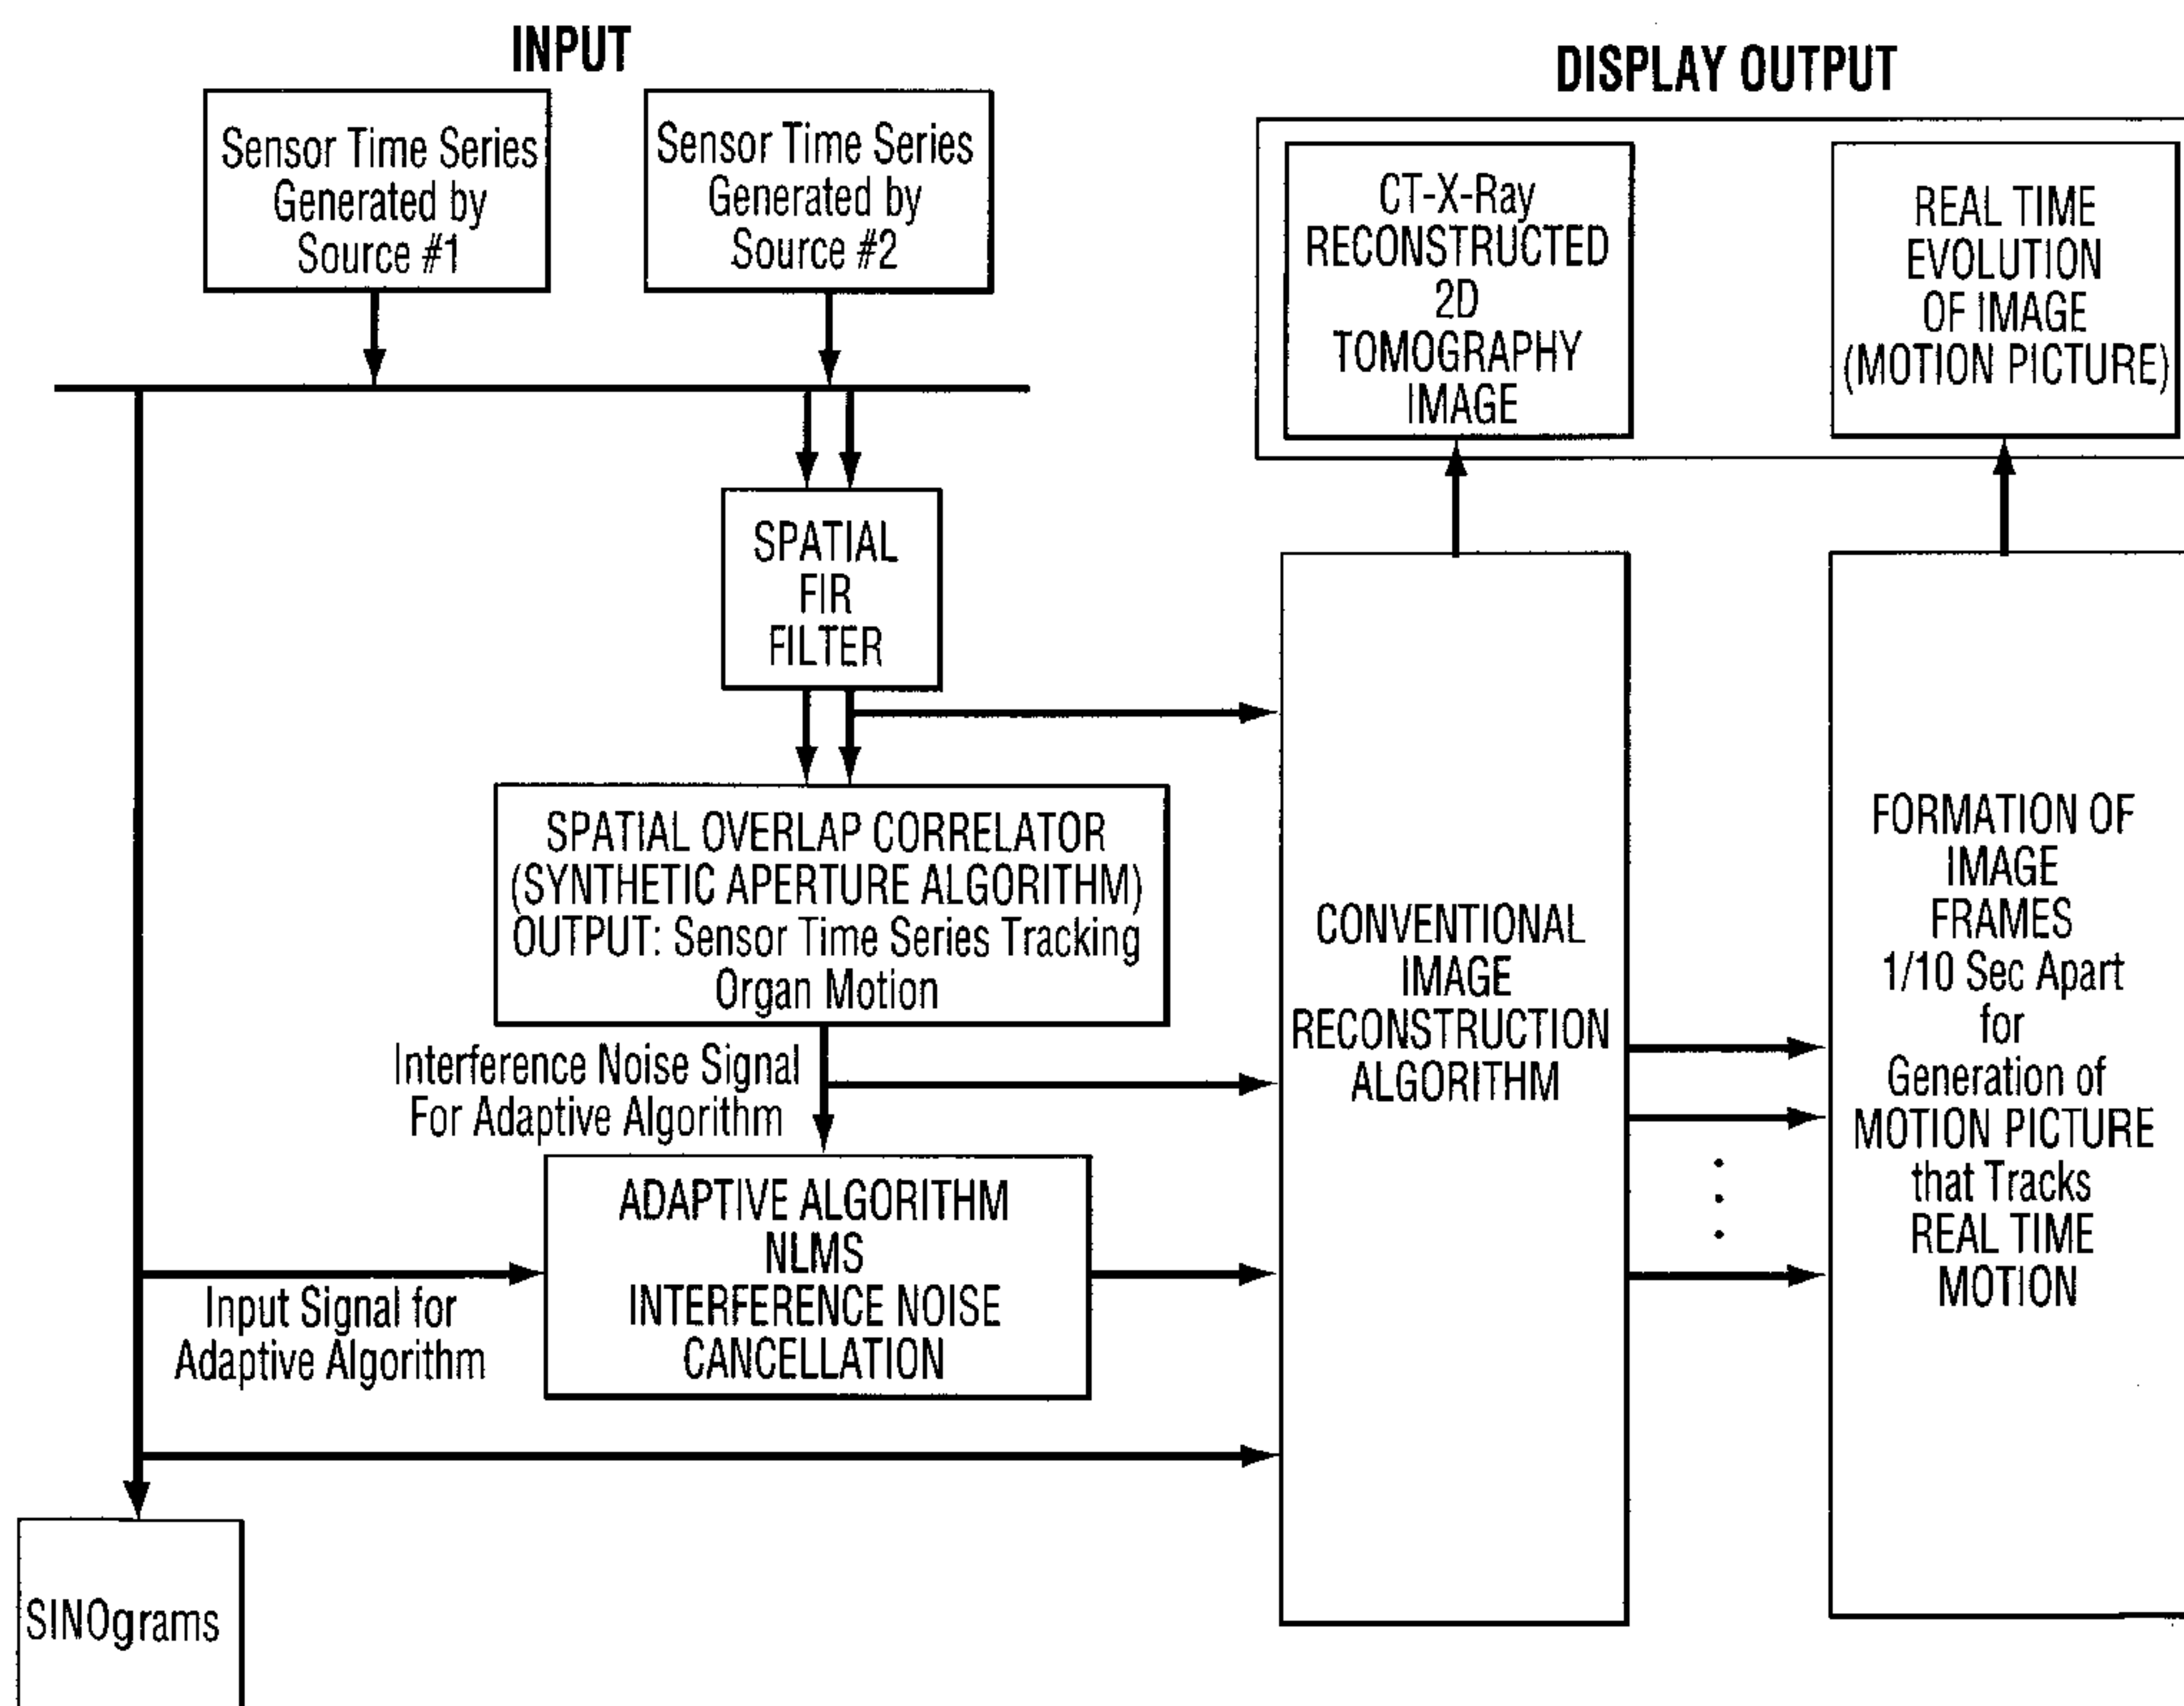 INPUT
Sensor Time Series
Generated by
Source #1
Sensor Time Series
Generated by
Source #2
DISPLAY OUTPUT
CT-X-Ray
RECONSTRUCTED
2D
TOMOGRAPHY
IMAGE
REAL TIME
EVOLUTION
OF IMAGE
(MOTION PICTURE)
SPATIAL
FIR
FILTER
SPATIAL OVERLAP CORRELATOR
(SYNTHETIC APERTURE ALGORITHM)
OUTPUT: Sensor Time Series Tracking
Organ Motion
Interference Noise Signal
For Adaptive Algorithm
ADAPTIVE ALGORITHM
NLMS
INTERFERENCE NOISE
CANCELLATION
Input Signal for
Adaptive Algorithm
SINOgrams
CONVENTIONAL
IMAGE
RECONSTRUCTION
ALGORITHM
FORMATION OF
IMAGE
FRAMES
1/10 Sec Apart
for
Generation of
MOTION PICTURE
that Tracks
REAL TIME
MOTION